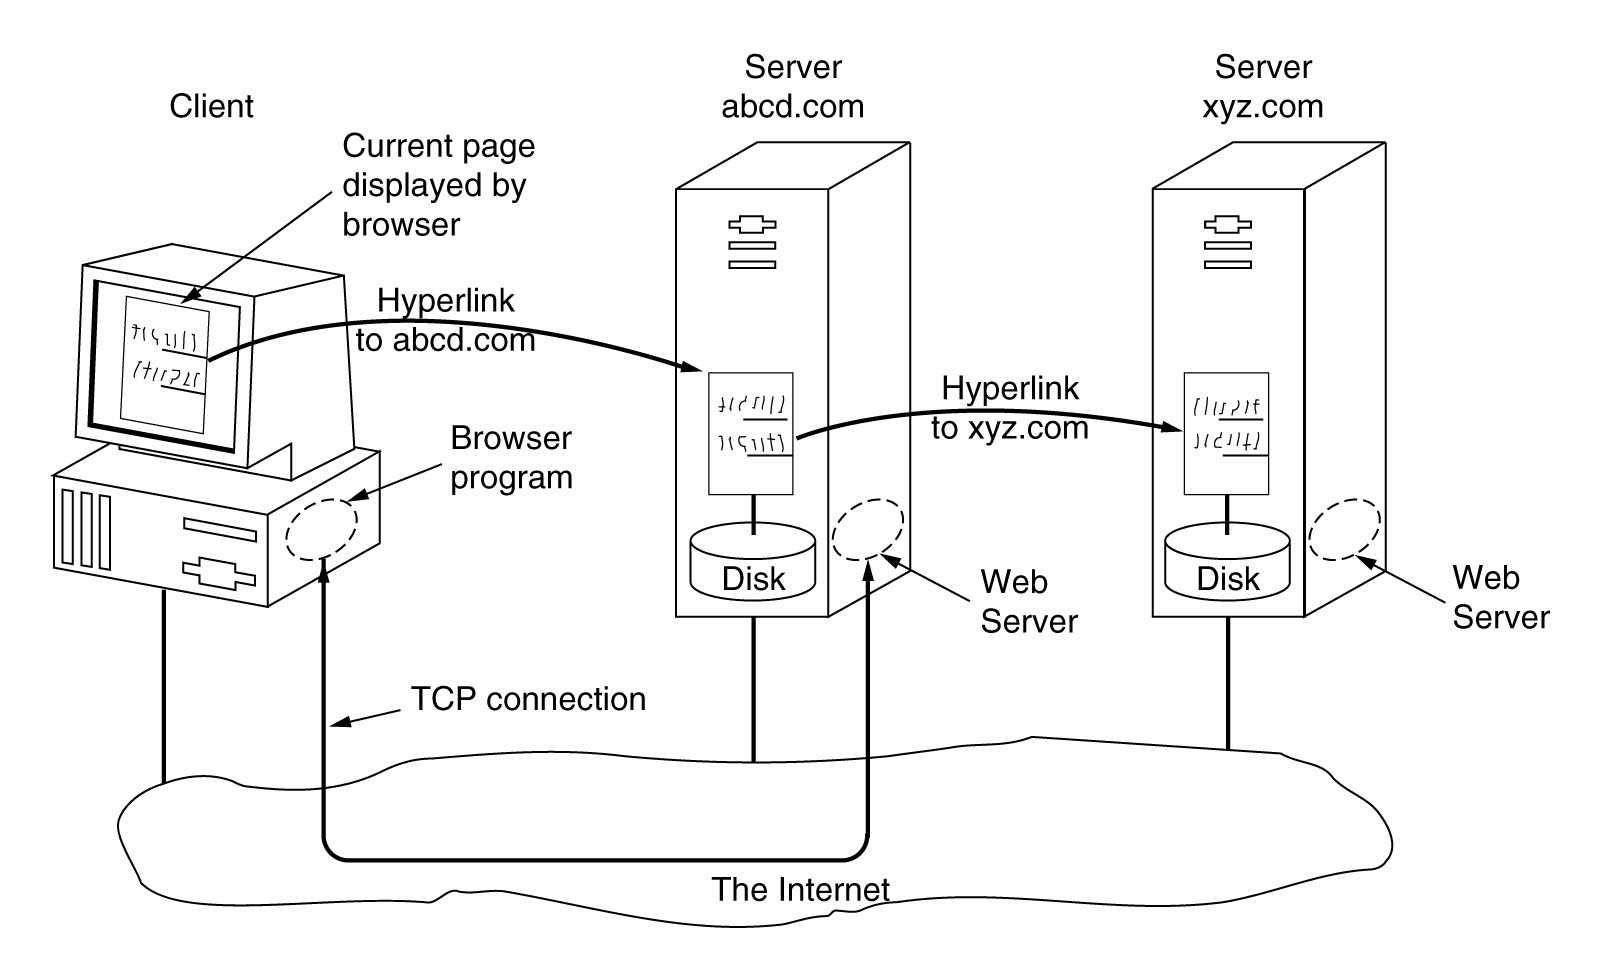 Client
Server
abcd.com
Server
xyz.com
Current page
displayed by
browser
Hyperlink
to abcd.com
Hyperlink
to xyz.com
Browser
program
Disk
Web
Server
Disk
Web
Server
TCP connection
The Internet